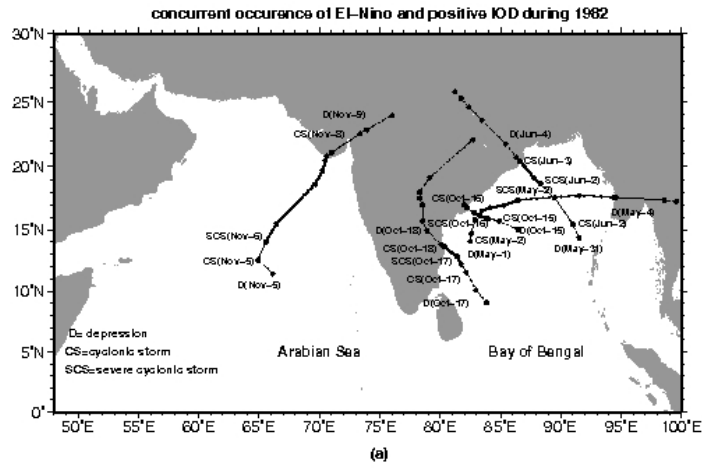 concurrent occurence of El–Nino and positive IOD during 1982
30°N
25°N
20°N
15°N
10°N
5°N
0°
D(Nov–9)
CS(Nov–8)
SCS(Nov–6)
CS(Nov–5)
D(Nov–5)
D(Jun–4)
CS(Jun–3)
SCS(Jun–2)
SCS(May–2)
CS(Oct–15)
D(May–4)
SCS(Oct–16)
CS(Oct–15)
CS(Jun–2)
D(Oct–18)
D(Oct–15)
CS(May–2)
D(May–31)
CS(Oct–18)
D(May–1)
SCS(Oct–17)
CS(Oct–17)
D(Oct–17)
D= depression
CS=cyclonic storm
SCS=severe cyclonic storm
Arabian Sea
Bay of Bengal
50°E 55°E 60°E 65°E 70°E 75°E 80°E 85°E 90°E 95°E 100°E
(a)